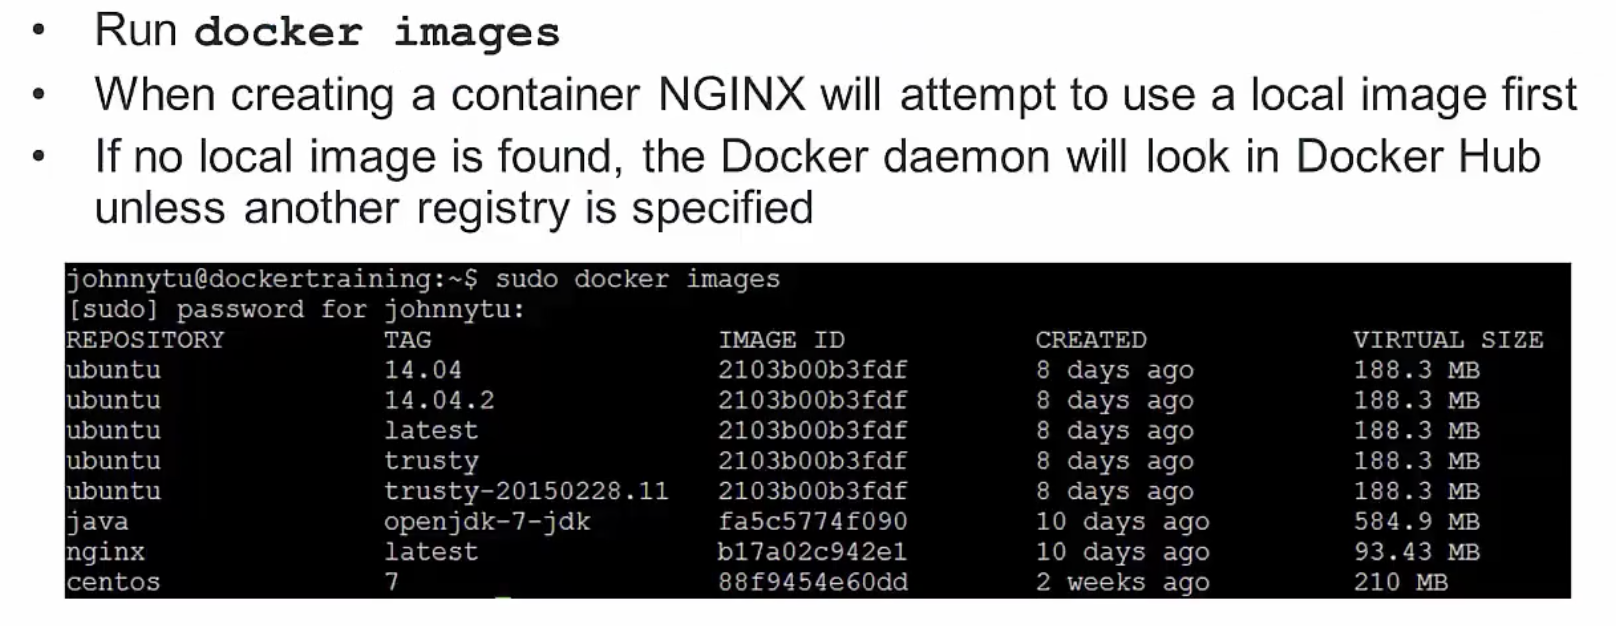 • Run docker images
• When creating a container NGINX will attempt to use a local image first
• If no local image is found, the Docker daemon will look in Docker Hub
unless another registry is specified
johnnytu@dockertraining:~$ sudo docker images
[sudo] password for johnnytu:
REPOSITORY TAG IMAGE ID CREATED VIRTUAL SIZE
ubuntu 14.04 2103b00b3fdf 8 days ago 188.3 MB
ubuntu 14.04.2 2103b00b3fdf 8 days ago 188.3 MB
ubuntu latest 2103b00b3fdf 8 days ago 188.3 MB
ubuntu trusty 2103b00b3fdf 8 days ago 188.3 MB
ubuntu trusty-20150228.11 2103b00b3fdf 8 days ago 188.3 MB
java openjdk-7-jdk fa5c5774f090 10 days ago 584.9 MB
nginx latest b17a02c942e1 10 days ago 93.43 MB
centos 7 88f9454e60dd 2 weeks ago 210 MB